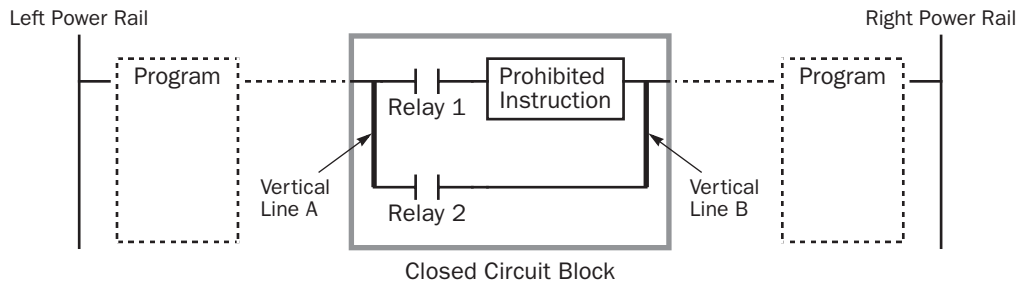 Left Power Rail
Right Power Rail
Program
Prohibited
Instruction
Program
Relay 1
Vertical
Line A
Vertical
Line B
Relay 2
Closed Circuit Block